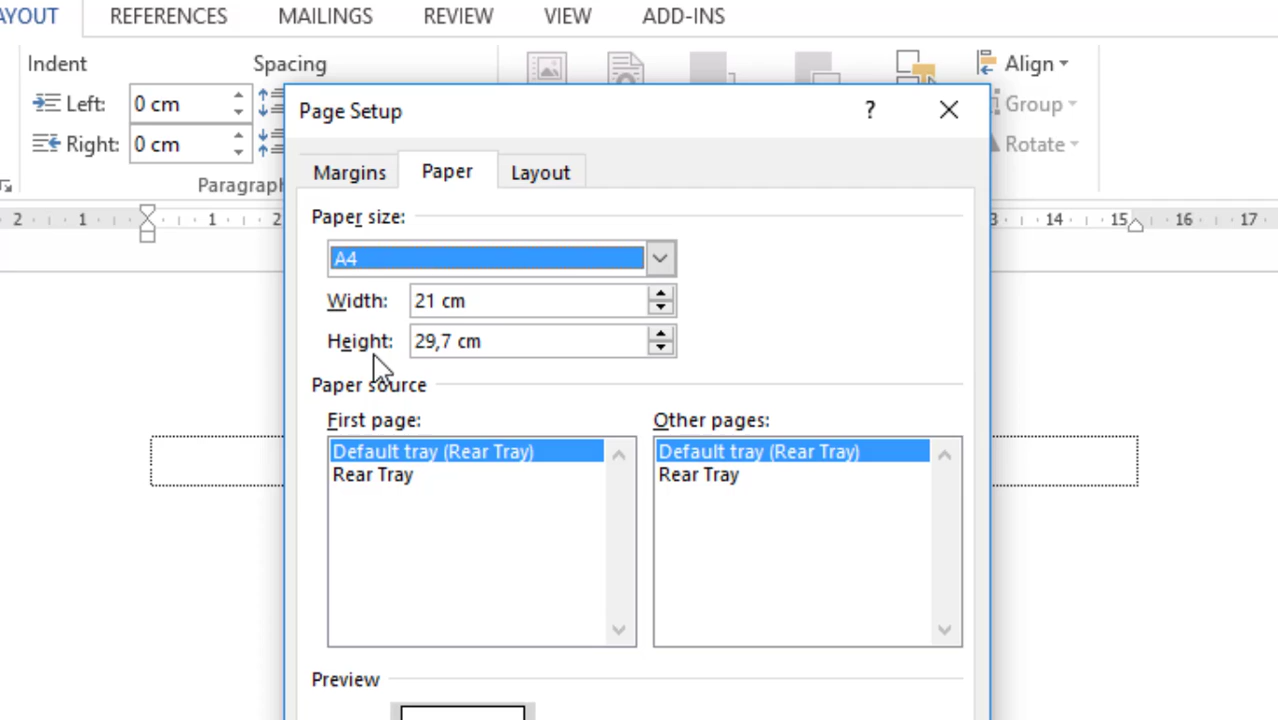 AYOUT REFERENCES MAILINGS REVIEW VIEW ADD-INS
Indent Spacing
Left: 0 cm
Right: 0 cm
Align
Group
Rotate
Page Setup ?
Margins Paper Layout
2 1 1 2 3 14 15 16 17
Paper size:
A4
Width: 21 cm
Height: 29,7 cm
Paper source
First page: Other pages:
Default tray (Rear Tray) Default tray (Rear Tray)
Rear Tray Rear Tray
Preview